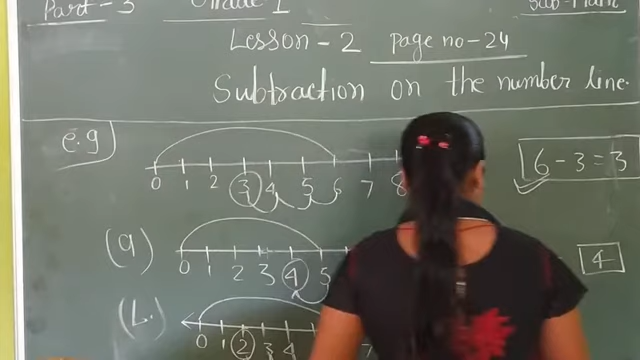 Part-3 Grade 1 Sub-Math
Lesson-2 page no-24
Subtraction on the number line.
e.g 0 1 2 3 4 5 6 7 8 6-3=3
(a) 0 1 2 3 4 5 4
(b.) 0 1 2 3 4